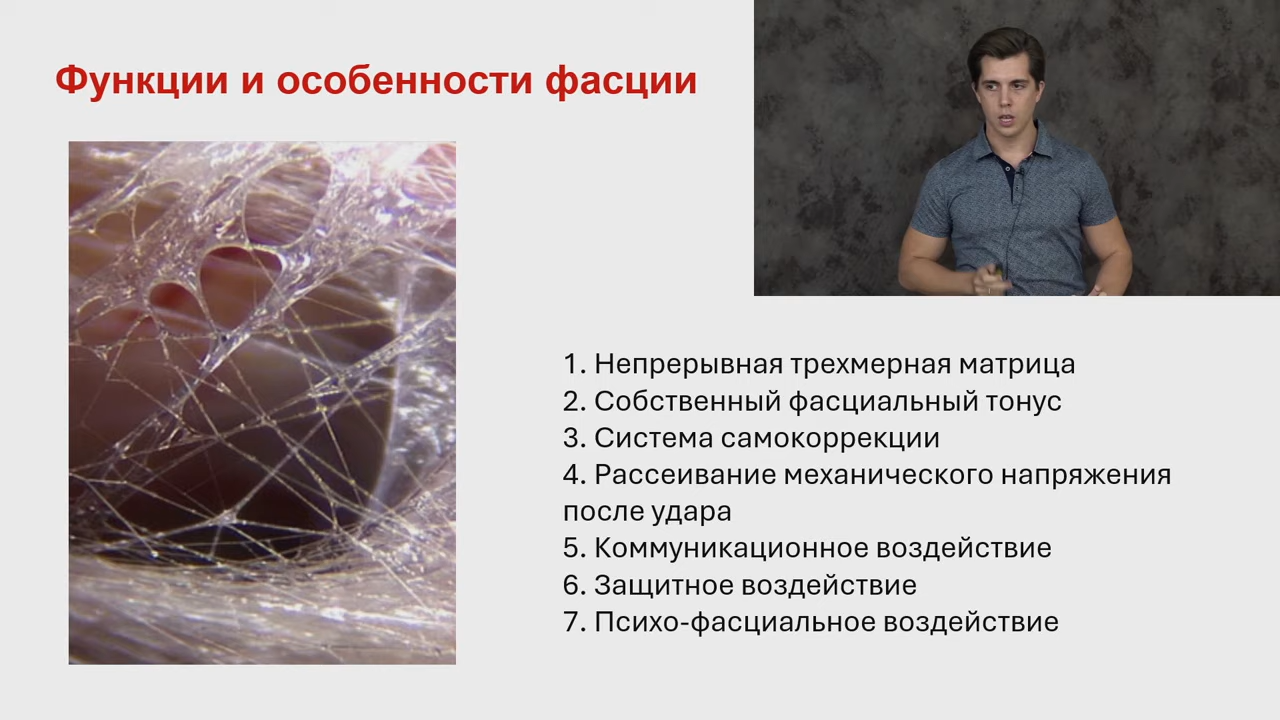 Функции и особенности фасции
1. Непрерывная трехмерная матрица
2. Собственный фасциальный тонус
3. Система самокоррекции
4. Рассеивание механического напряжения
после удара
5. Коммуникационное воздействие
6. Защитное воздействие
7. Психо-фасциальное воздействие